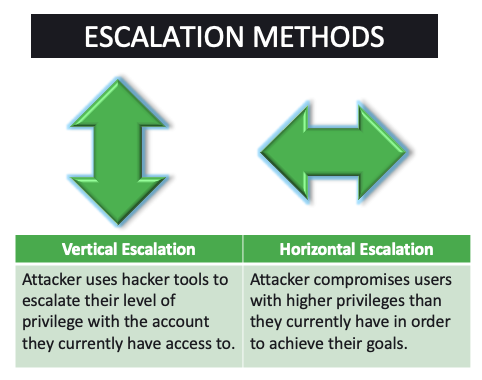 ESCALATION METHODS
Vertical Escalation
Attacker uses hacker tools to
escalate their level of
privilege with the account
they currently have access to.
Horizontal Escalation
Attacker compromises users
with higher privileges than
they currently have in order
to achieve their goals.